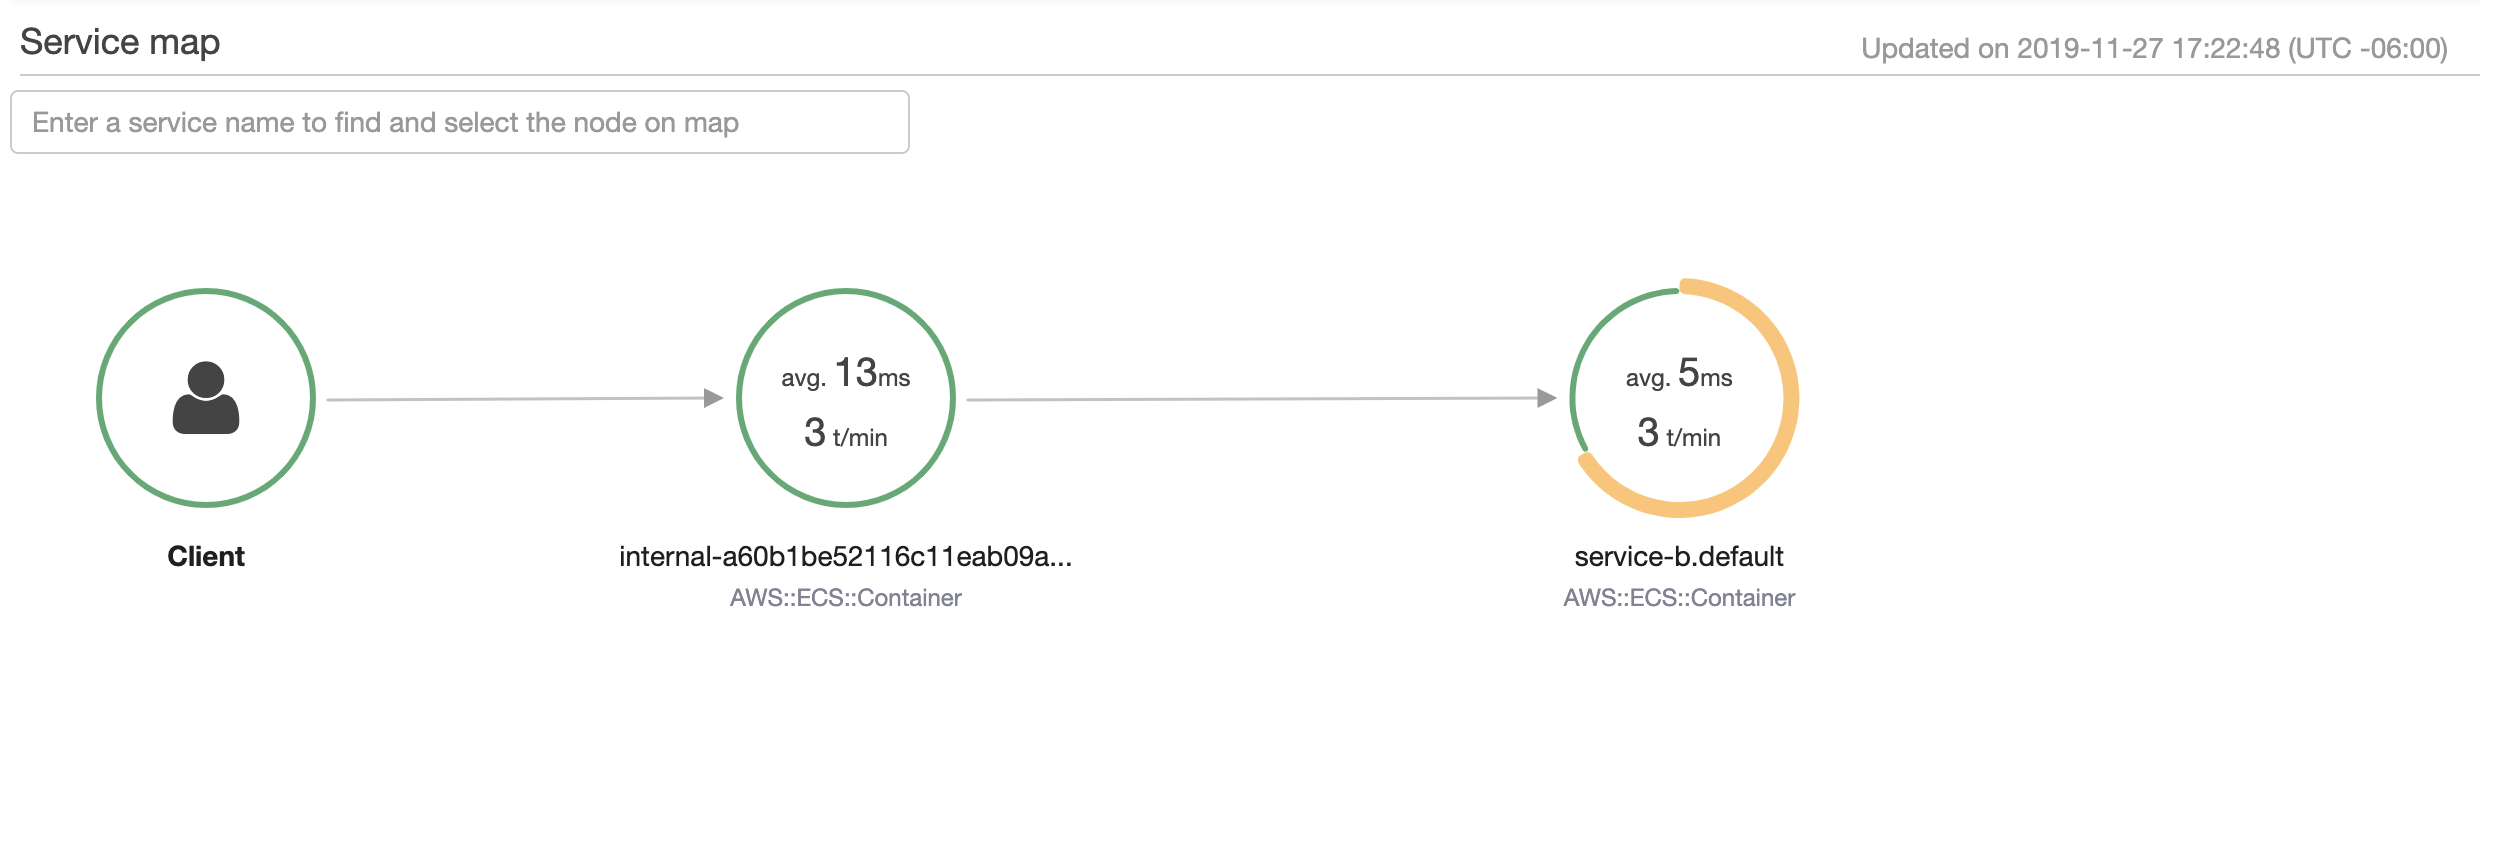 Service map
Updated on 2019-11-27 17:22:48 (UTC -06:00)
Enter a service name to find and select the node on map
avg. 13ms
3 t/min
avg. 5ms
3 t/min
Client
internal-a60b1be52116c11eab09a...
service-b.default
AWS::ECS::Container
AWS::ECS::Container